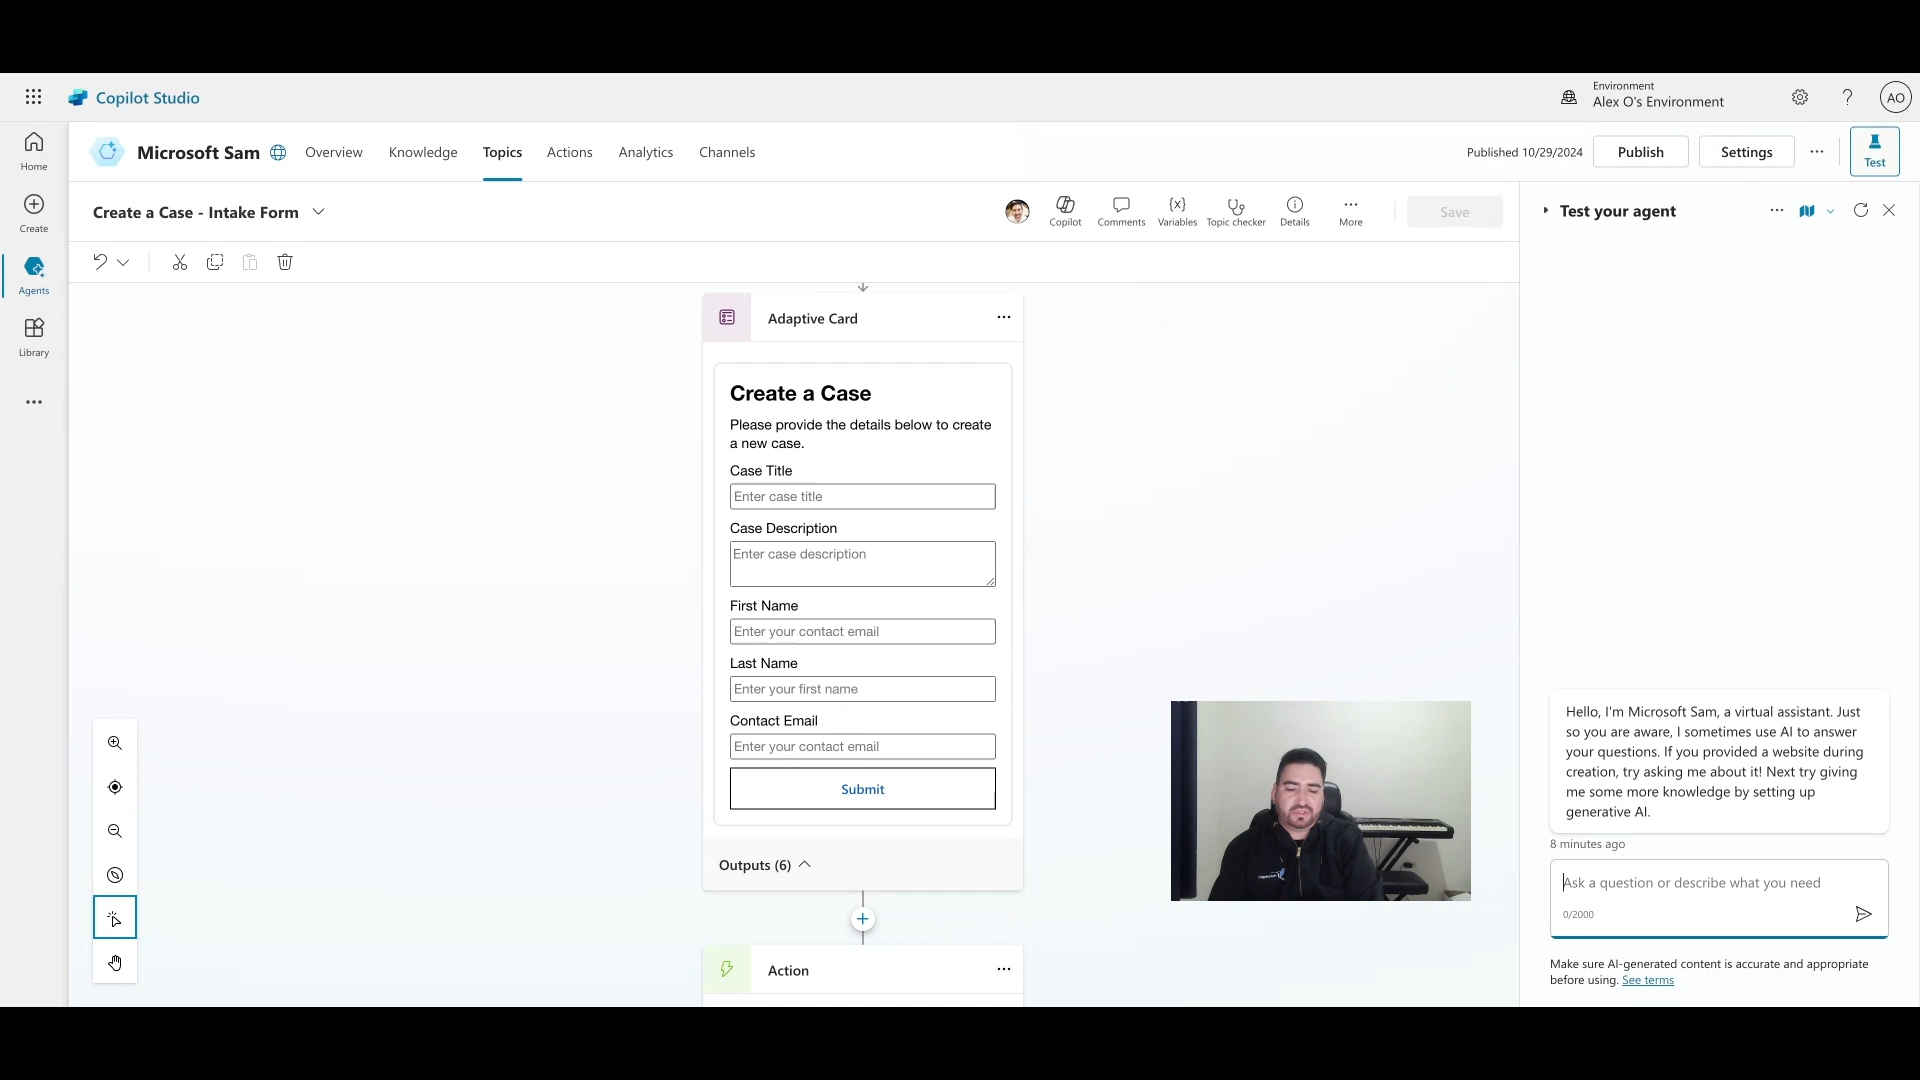 Copilot Studio
Environment
Alex O's Environment
?
AO
Home
Create
Agents
Library
Microsoft Sam
Overview
Knowledge
Topics
Actions
Analytics
Channels
Published 10/29/2024
Publish
Settings
Test
Create a Case - Intake Form
Copilot
Comments
{x}
Variables
Topic checker
Details
More
Save
Test your agent
Adaptive Card
Create a Case
Please provide the details below to create
a new case.
Case Title
Enter case title
Case Description
Enter case description
First Name
Enter your contact email
Last Name
Enter your first name
Contact Email
Enter your contact email
Submit
Outputs (6)
Action
Hello, I'm Microsoft Sam, a virtual assistant. Just
so you are aware, I sometimes use AI to answer
your questions. If you provided a website during
creation, try asking me about it! Next try giving
me some more knowledge by setting up
generative AI.
8 minutes ago
Ask a question or describe what you need
0/2000
Make sure AI-generated content is accurate and appropriate
before using. See terms